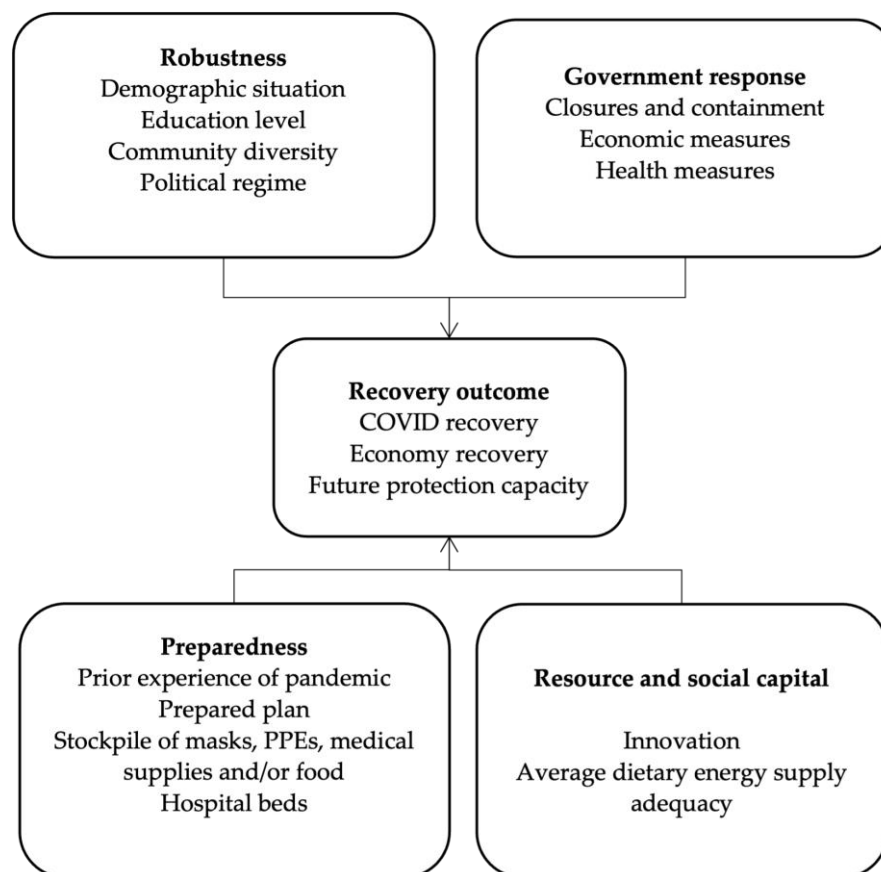 Robustness
Demographic situation
Education level
Community diversity
Political regime
Government response
Closures and containment
Economic measures
Health measures
Recovery outcome
COVID recovery
Economy recovery
Future protection capacity
Preparedness
Prior experience of pandemic
Prepared plan
Stockpile of masks, PPEs, medical
supplies and/or food
Hospital beds
Resource and social capital
Innovation
Average dietary energy supply
adequacy